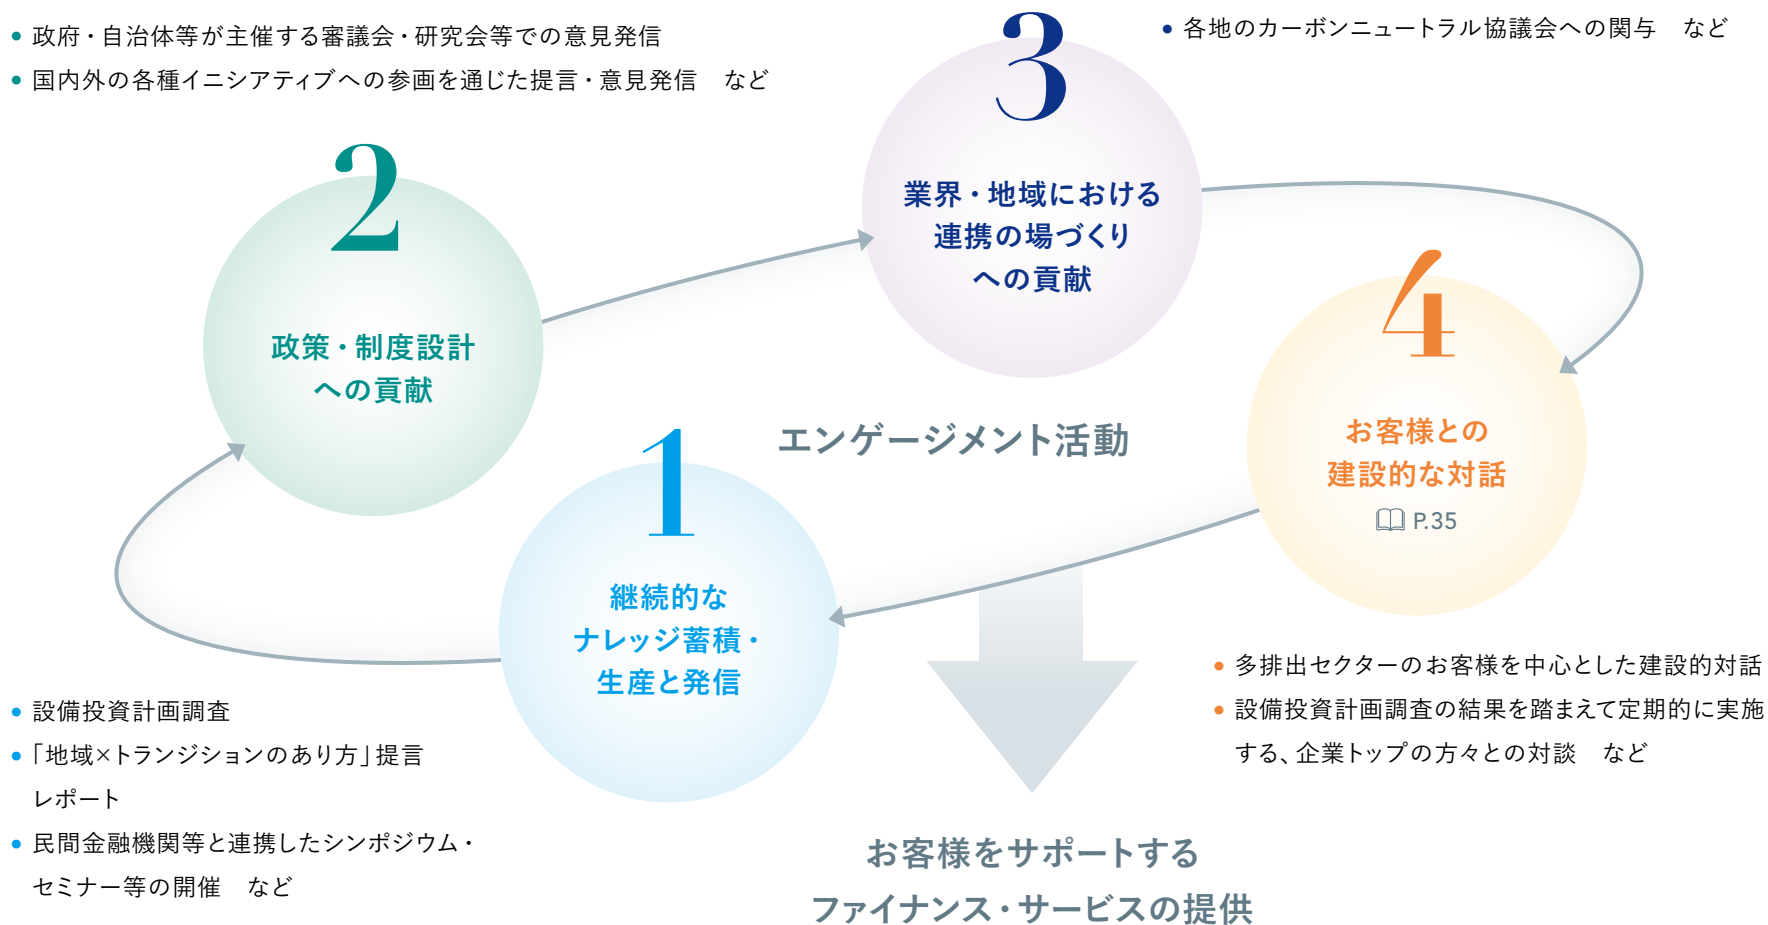 • 政府・自治体等が主催する審議会・研究会等での意見発信
• 国内外の各種イニシアティブへの参画を通じた提言・意見発信　など
3
• 各地のカーボンニュートラル協議会への関与　など
業界・地域における
連携の場づくり
への貢献
2
政策・制度設計
への貢献
4
お客様との
建設的な対話
P.35
エンゲージメント活動
1
継続的な
ナレッジ蓄積・
生産と発信
• 設備投資計画調査
• 「地域×トランジションのあり方」提言
レポート
• 民間金融機関等と連携したシンポジウム・
セミナー等の開催　など
• 多排出セクターのお客様を中心とした建設的対話
• 設備投資計画調査の結果を踏まえて定期的に実施
する、企業トップの方々との対談　など
お客様をサポートする
ファイナンス・サービスの提供